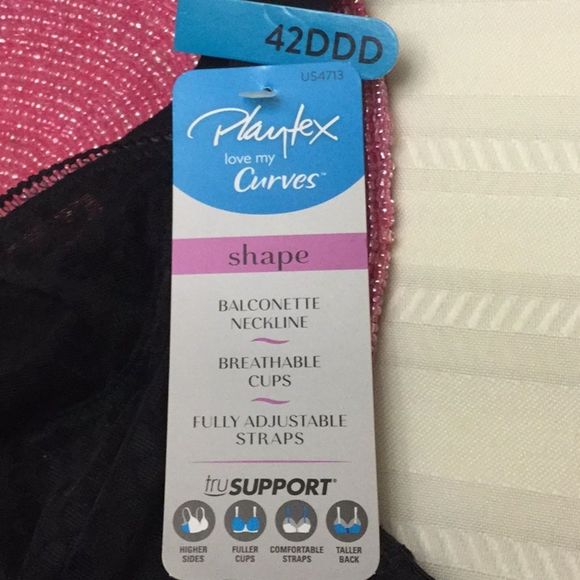 42DDD
US4713
Playtex
love my
Curves™
shape
BALCONETTE
NECKLINE
BREATHABLE
CUPS
FULLY ADJUSTABLE
STRAPS
truSUPPORT®
HIGHER
SIDES
FULLER
CUPS
COMFORTABLE
STRAPS
TALLER
BACK